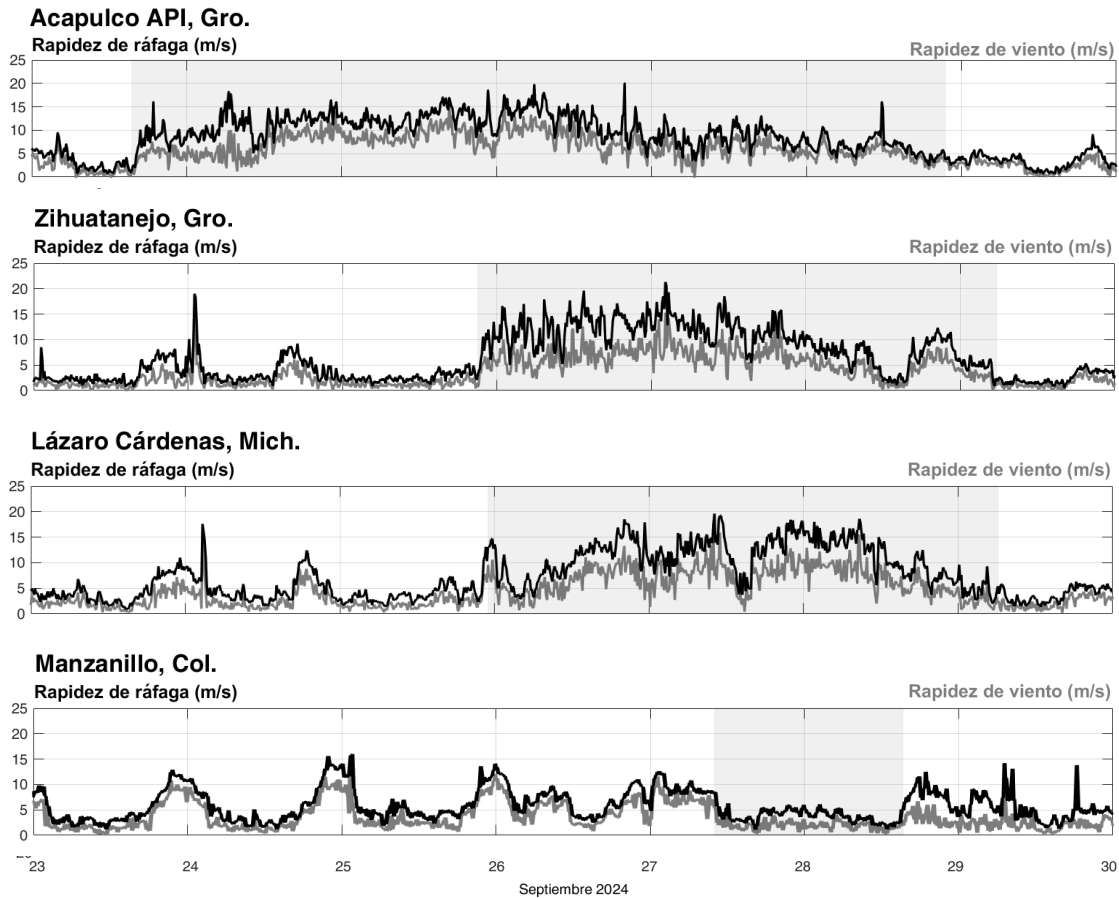 Acapulco API, Gro.
Rapidez de ráfaga (m/s) Rapidez de viento (m/s)
25
20
15
10
5
0
Zihuatanejo, Gro.
Rapidez de ráfaga (m/s) Rapidez de viento (m/s)
25
20
15
10
5
0
Lázaro Cárdenas, Mich.
Rapidez de ráfaga (m/s) Rapidez de viento (m/s)
25
20
15
10
5
0
Manzanillo, Col.
Rapidez de ráfaga (m/s) Rapidez de viento (m/s)
25
20
15
10
5
0
23 24 25 26 27 28 29 30
Septiembre 2024